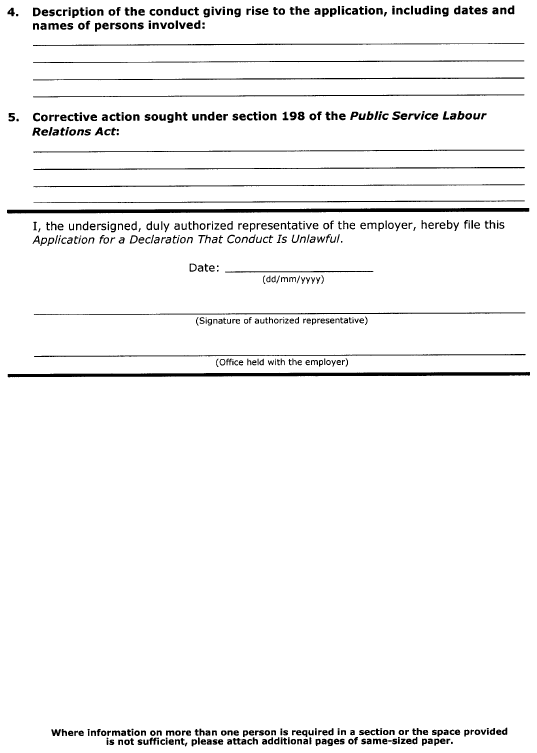 4. Description of the conduct giving rise to the application, including dates and
names of persons involved:
5. Corrective action sought under section 198 of the Public Service Labour
Relations Act:
I, the undersigned, duly authorized representative of the employer, hereby file this
Application for a Declaration That Conduct Is Unlawful.
Date:
(dd/mm/yyyy)
(Signature of authorized representative)
(Office held with the employer)
Where information on more than one person is required in a section or the space provided
is not sufficient, please attach additional pages of same-sized paper.